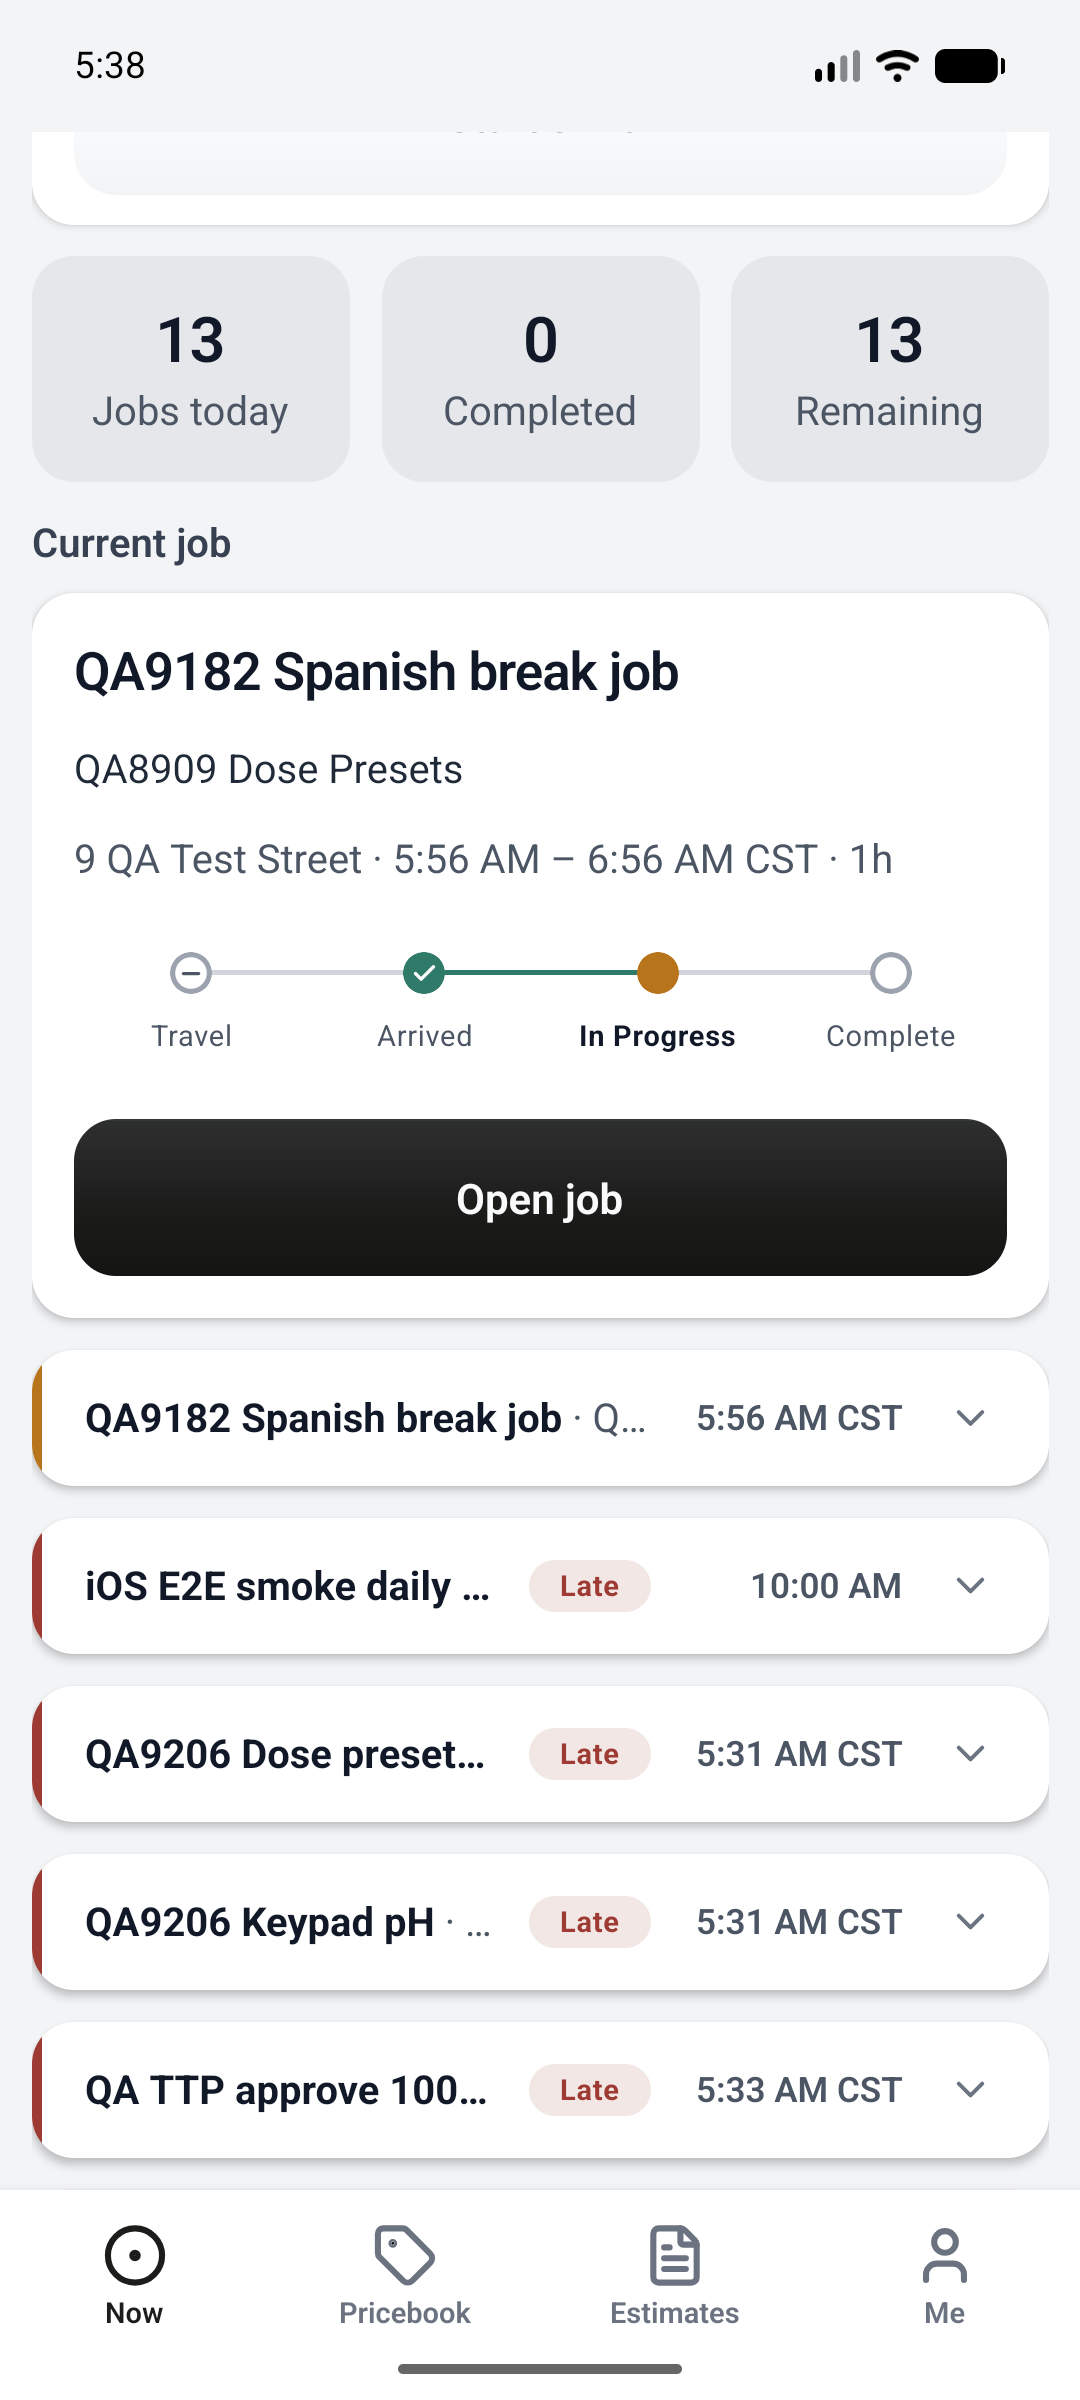 5:38
13
Jobs today
0
Completed
13
Remaining
Current job
QA9182 Spanish break job
QA8909 Dose Presets
9 QA Test Street · 5:56 AM – 6:56 AM CST · 1h
Travel
Arrived
In Progress
Complete
Open job
QA9182 Spanish break job · Q... 5:56 AM CST
iOS E2E smoke daily ... Late 10:00 AM
QA9206 Dose preset... Late 5:31 AM CST
QA9206 Keypad pH · ... Late 5:31 AM CST
QA TTP approve 100... Late 5:33 AM CST
Now
Pricebook
Estimates
Me